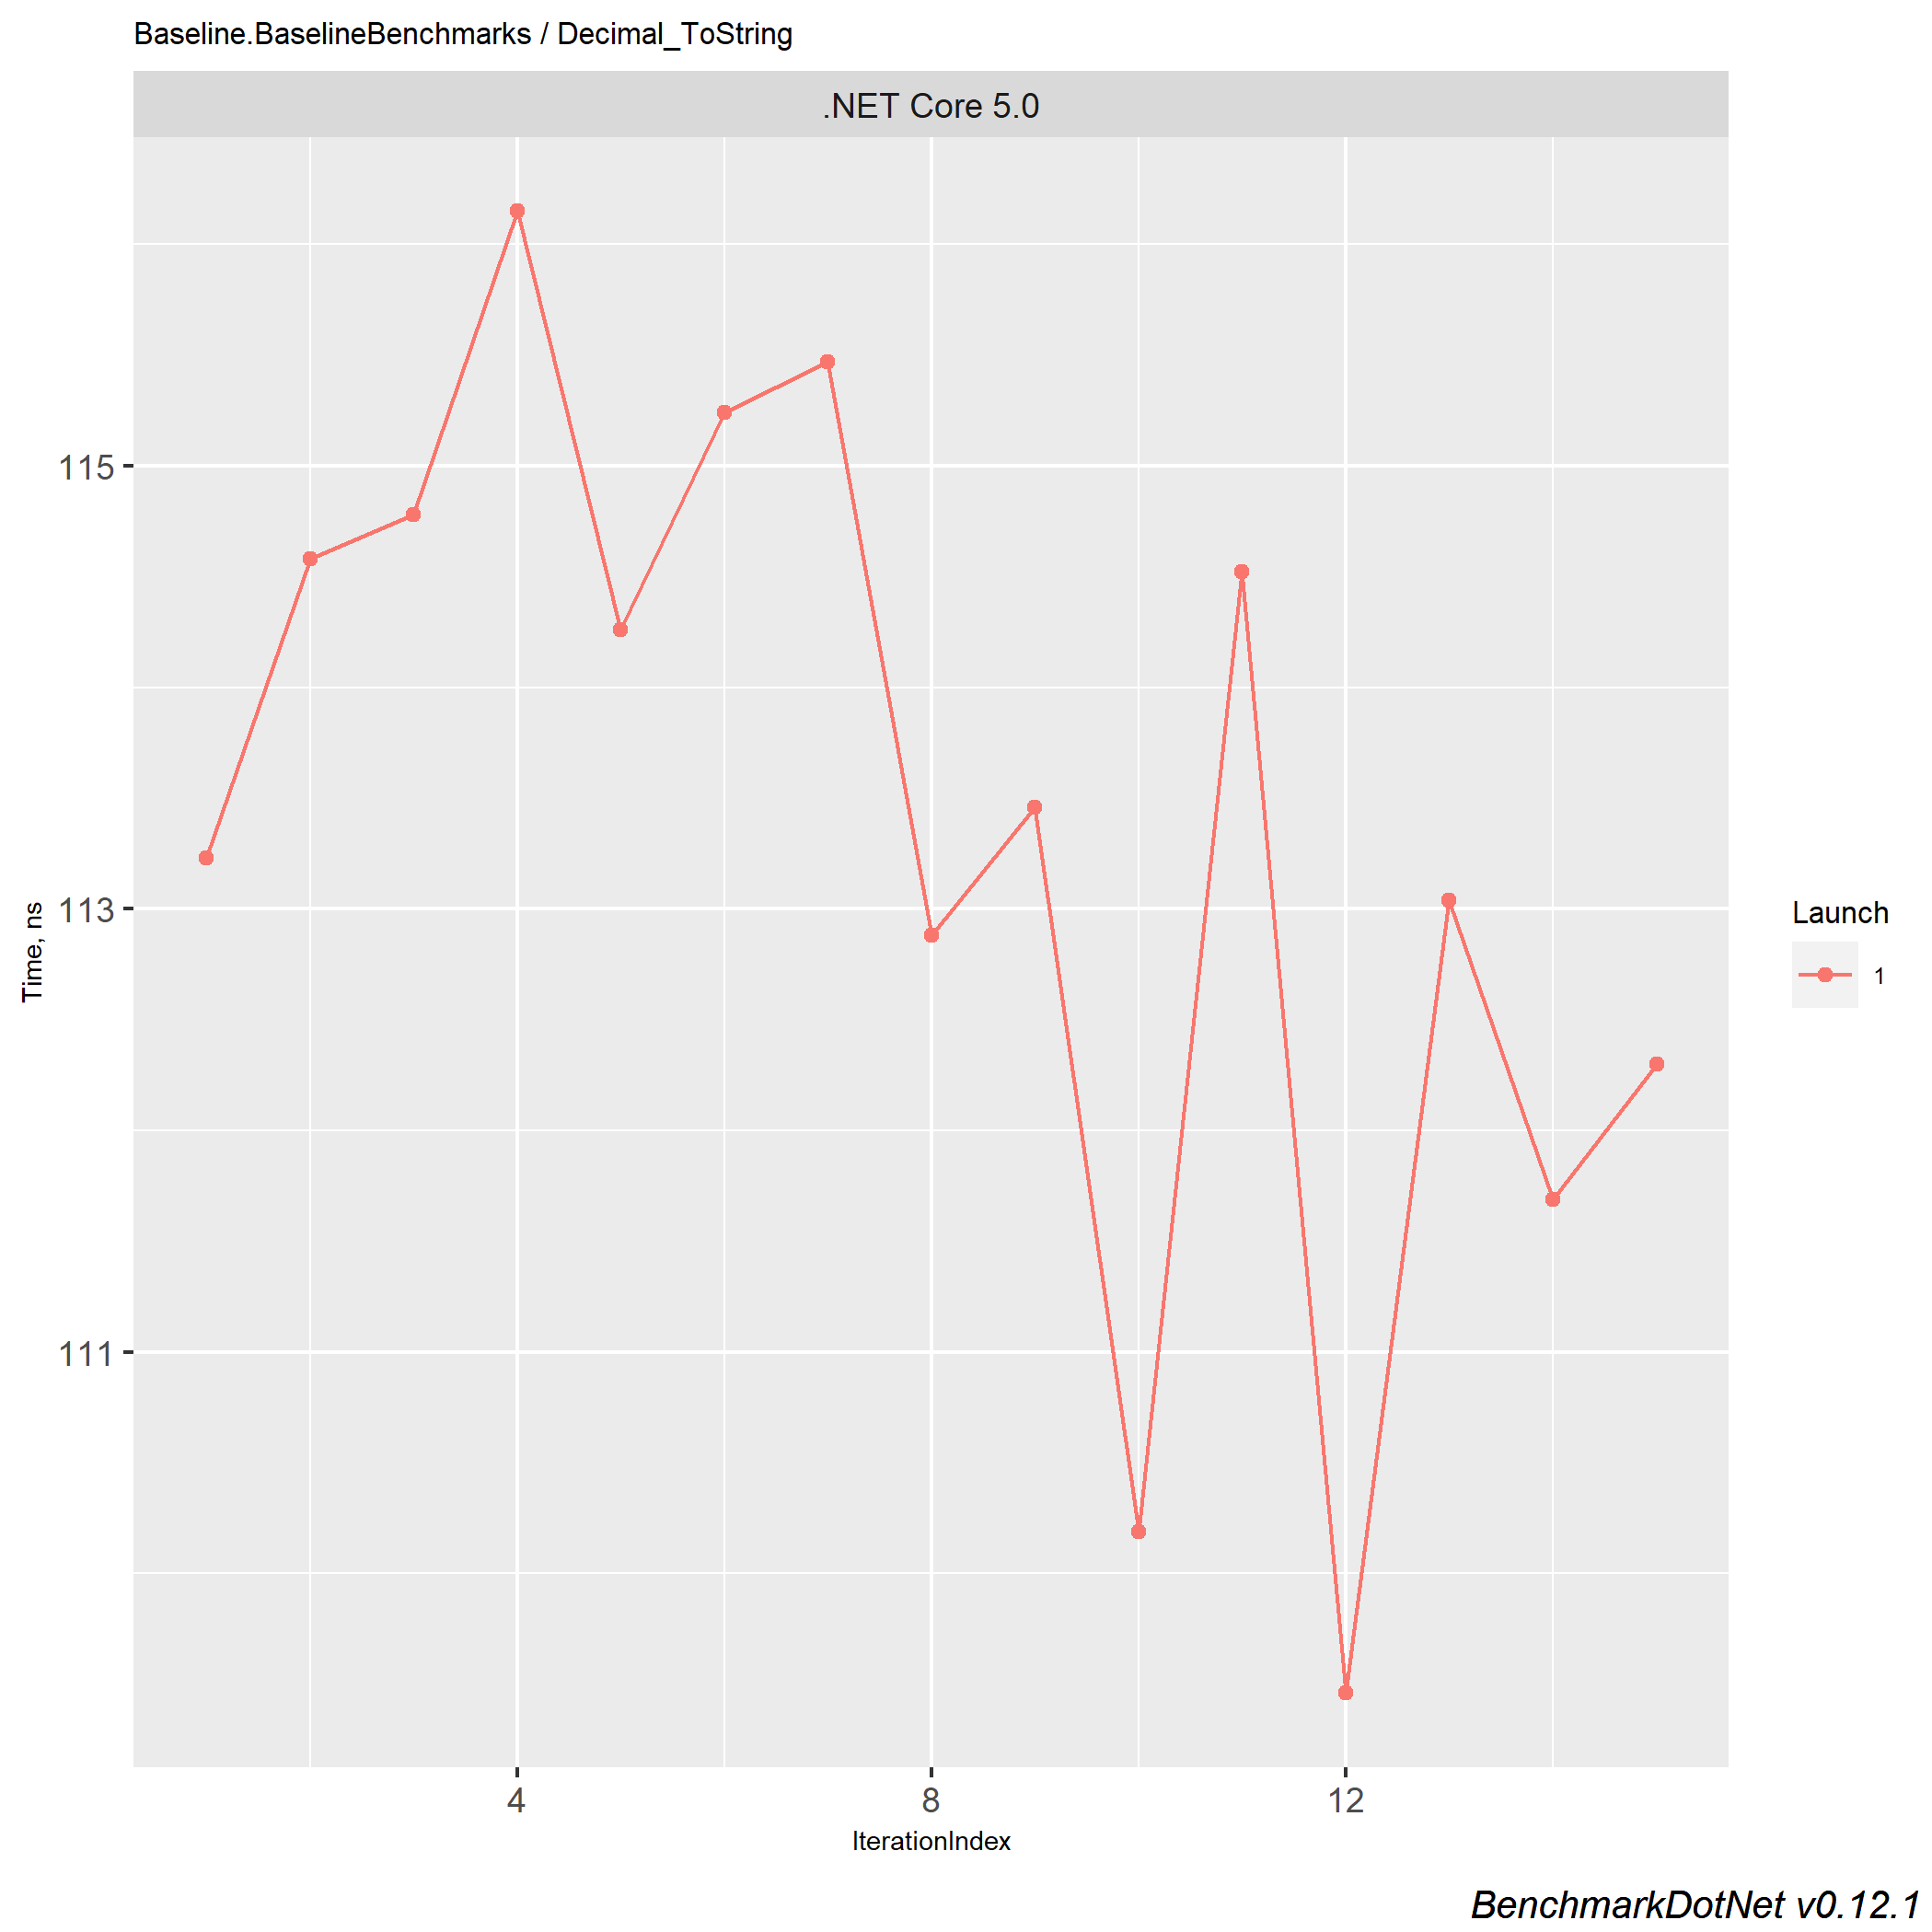 Baseline.BaselineBenchmarks / Decimal_ToString
.NET Core 5.0
115
113
111
Time, ns
4 8 12
IterationIndex
Launch
1
BenchmarkDotNet v0.12.1